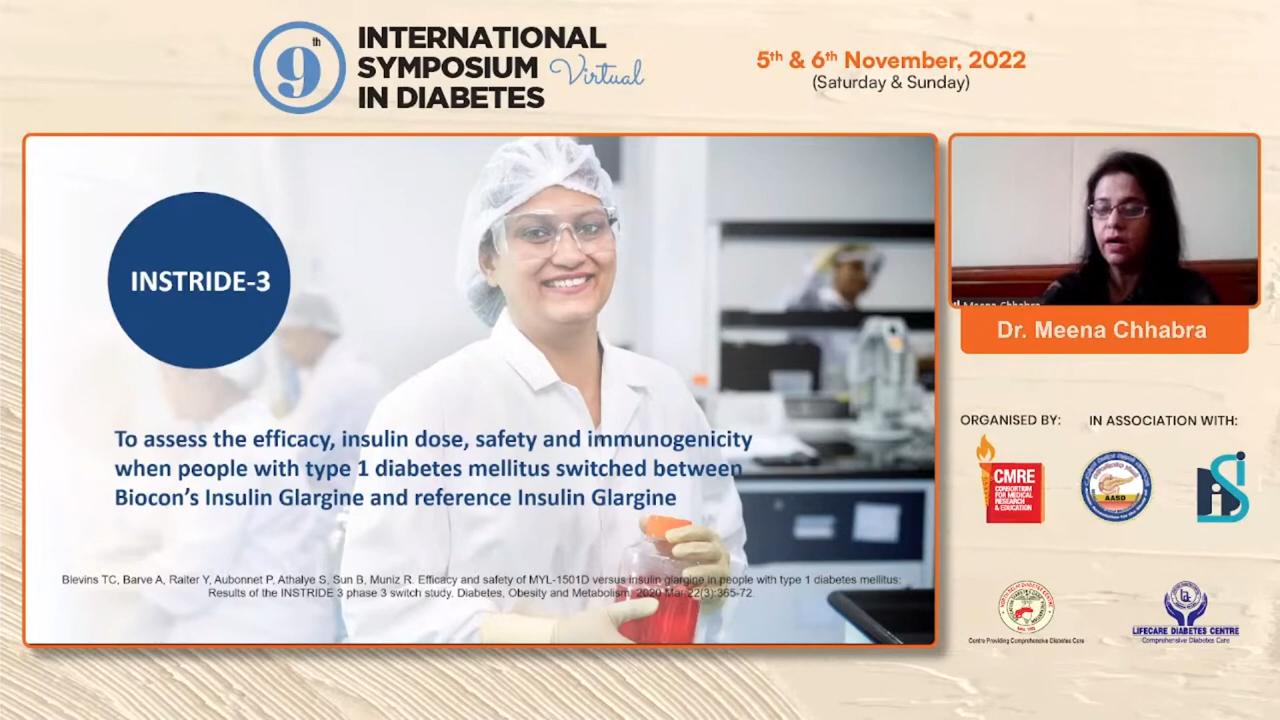 9th
INTERNATIONAL
SYMPOSIUM Virtual
IN DIABETES
5th & 6th November, 2022
(Saturday & Sunday)
INSTRIDE-3
To assess the efficacy, insulin dose, safety and immunogenicity
when people with type 1 diabetes mellitus switched between
Biocon's Insulin Glargine and reference Insulin Glargine
Blevins TC, Barve A, Raiter Y, Aubonnet P, Athalye S, Sun B, Muniz R. Efficacy and safety of MYL-1501D versus insulin glargine in people with type 1 diabetes mellitus:
Results of the INSTRIDE 3 phase 3 switch study. Diabetes, Obesity and Metabolism. 2020 Mar;22(3):365-72.
Meena Chhabra
Dr. Meena Chhabra
ORGANISED BY:
IN ASSOCIATION WITH:
CMRE
CONSORTIUM
FOR MEDICAL
RESEARCH
& EDUCATION
AASD
Centre Providing Comprehensive Diabetes Care
LIFECARE DIABETES CENTRE
Comprehensive Diabetes Care